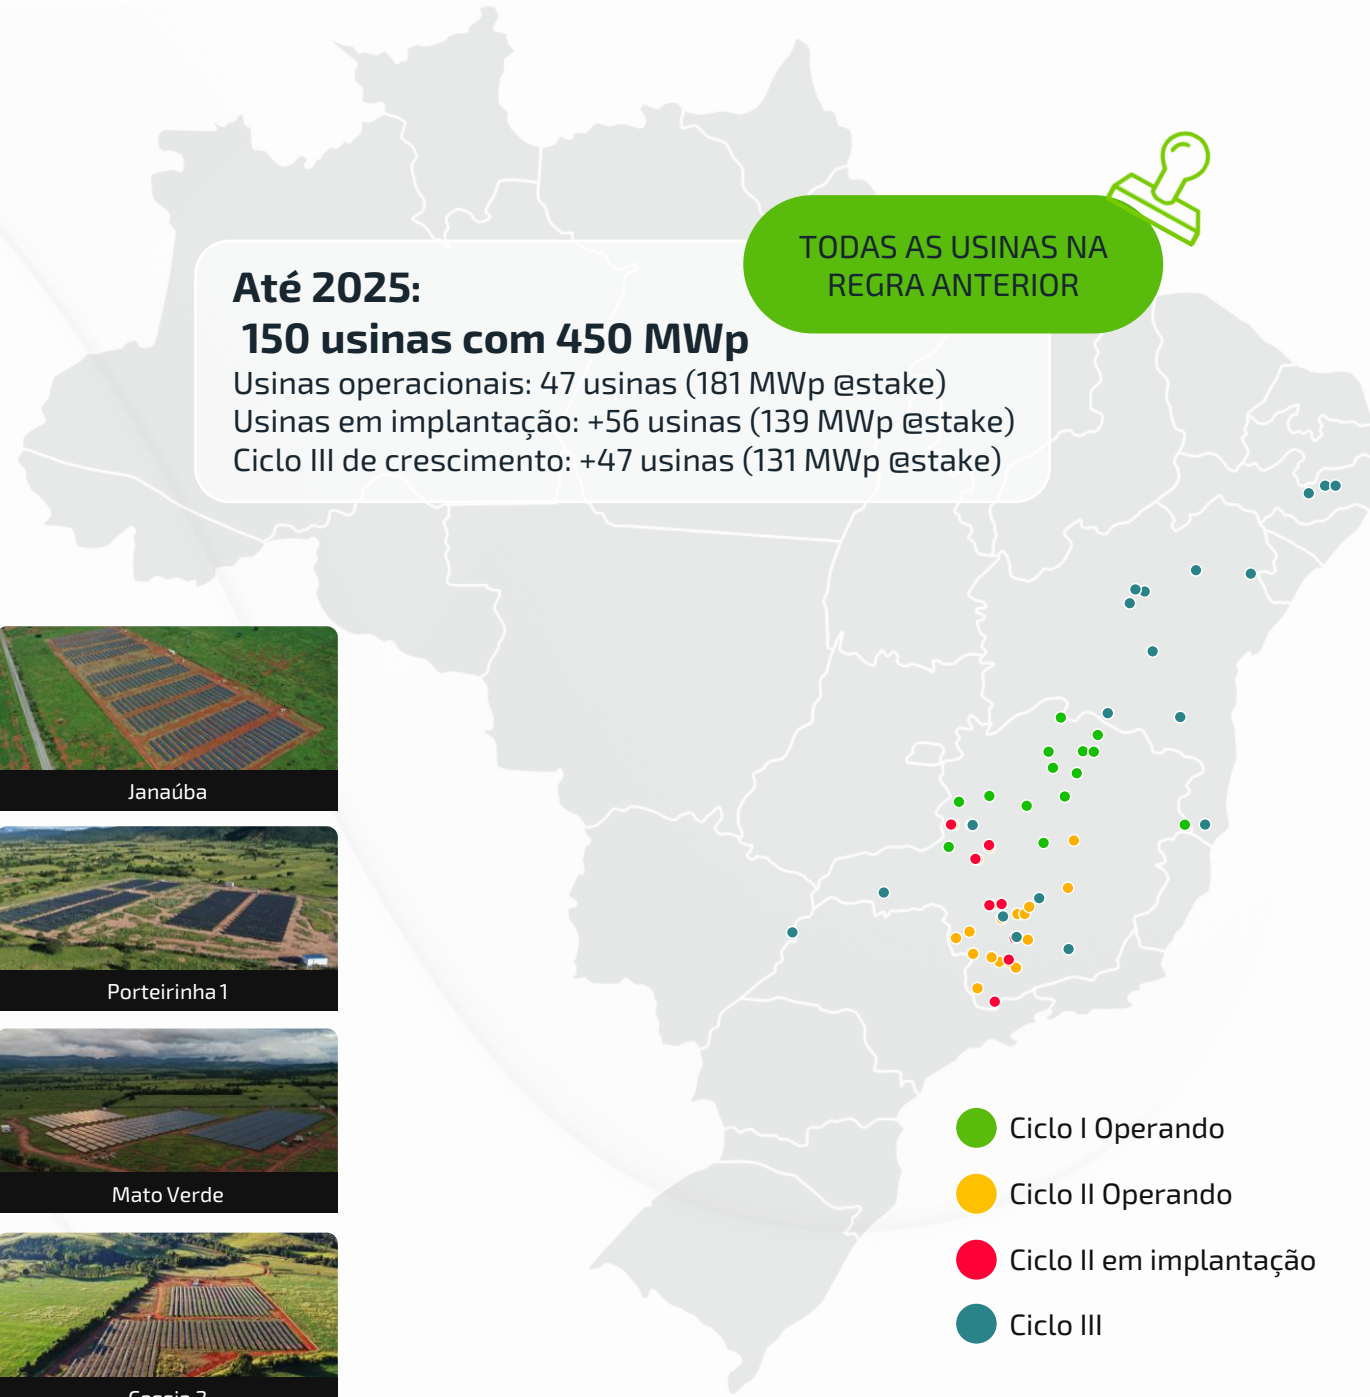 TODAS AS USINAS NA
REGRA ANTERIOR
Até 2025:
150 usinas com 450 MWp
Usinas operacionais: 47 usinas (181 MWp @stake)
Usinas em implantação: +56 usinas (139 MWp @stake)
Ciclo III de crescimento: +47 usinas (131 MWp @stake)
Janaúba
Porteirinha 1
Mato Verde
Ciclo I Operando
Ciclo II Operando
Ciclo II em implantação
Ciclo III